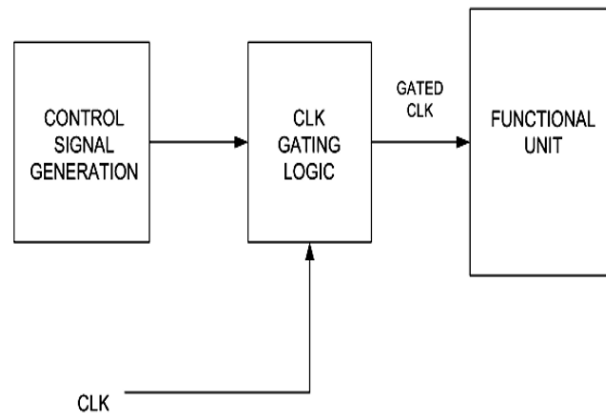 CONTROL
SIGNAL
GENERATION
CLK
GATING
LOGIC
GATED
CLK
FUNCTIONAL
UNIT
CLK